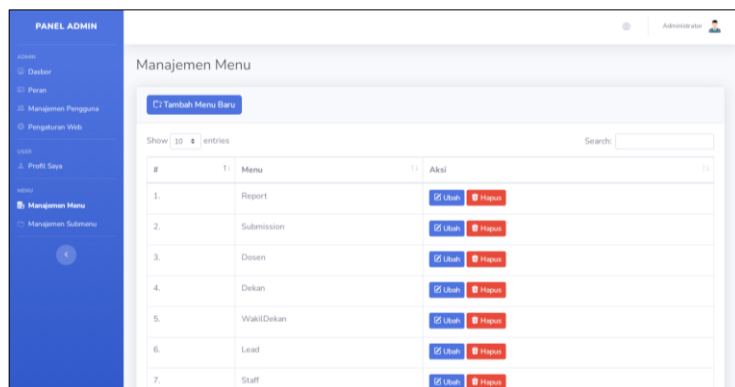 PANEL ADMIN
Administrator
ADMIN
Dasbor
Peran
Manajemen Pengguna
Pengaturan Web
USER
Profil Saya
MENU
Manajemen Menu
Manajemen Submenu
Manajemen Menu
Tambah Menu Baru
Show 10 entries
Search:
# Menu Aksi
1. Report Ubah Hapus
2. Submission Ubah Hapus
3. Dosen Ubah Hapus
4. Dekan Ubah Hapus
5. WakilDekan Ubah Hapus
6. Lead Ubah Hapus
7. Staff Ubah Hapus